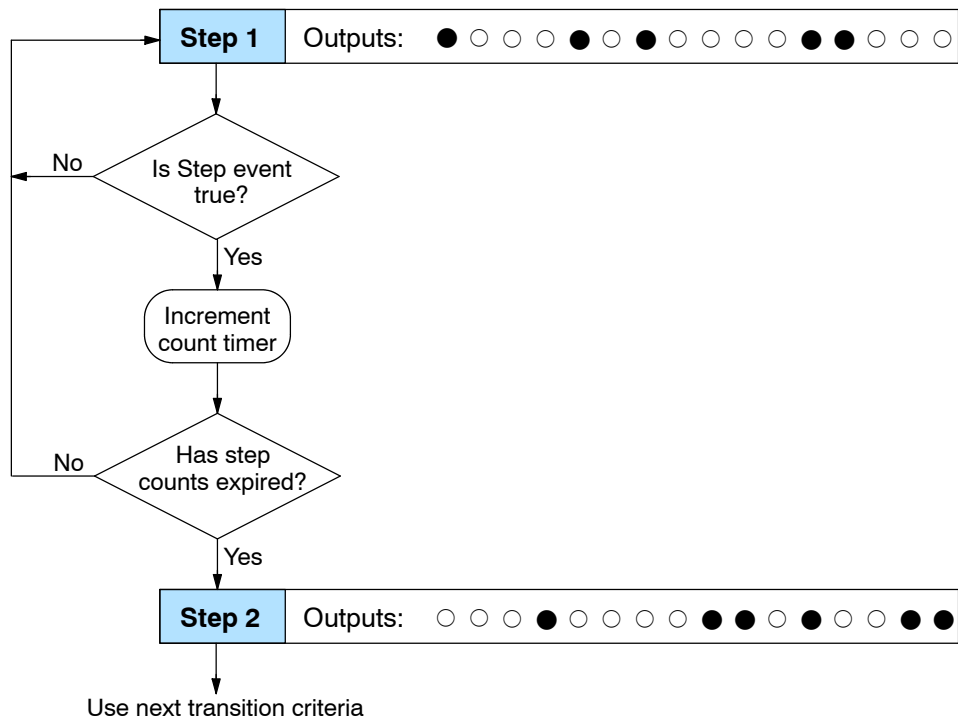 Step 1 Outputs:
No
Is Step event
true?
Yes
Increment
count timer
No
Has step
counts expired?
Yes
Step 2 Outputs:
Use next transition criteria